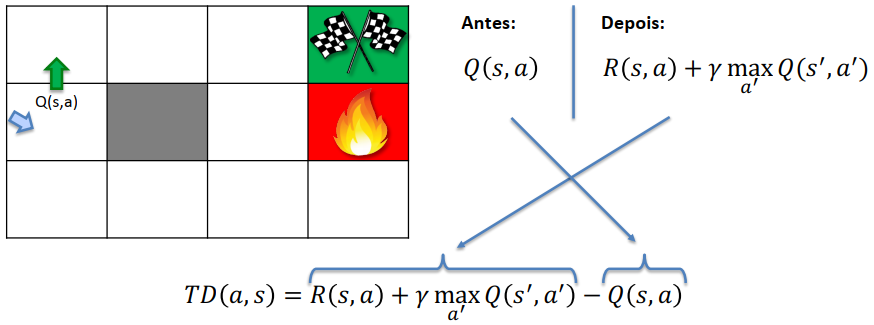 Antes:
Depois:
Q(s, a)
R(s, a) + γ max Q(s′, a′)
a′
Q(s,a)
TD(a, s) = R(s, a) + γ max Q(s′, a′) − Q(s, a)
a′